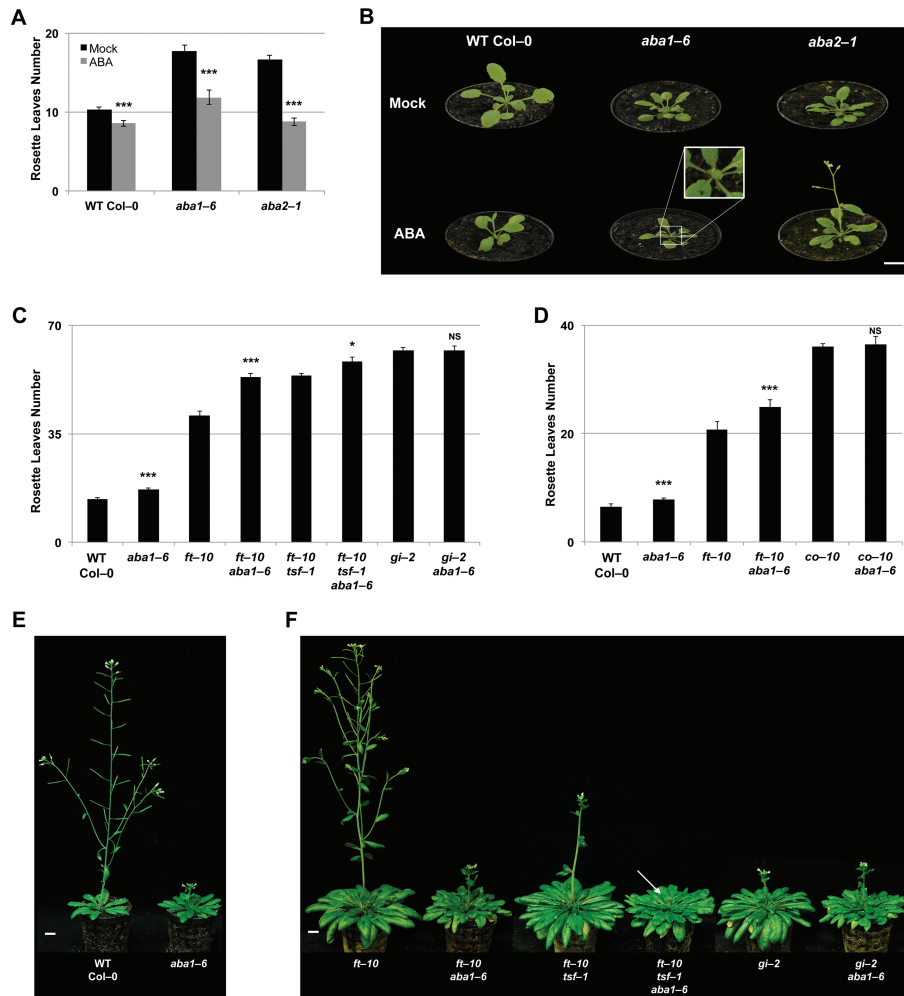 A
Rosette Leaves Number
20
10
0
Mock
ABA
***
***
***
WT Col–0
aba1–6
aba2–1
B
WT Col–0
aba1–6
aba2–1
Mock
ABA
C
Rosette Leaves Number
70
35
0
***
***
*
NS
WT
Col–0
aba1–6
ft–10
ft–10
aba1–6
ft–10
tsf–1
ft–10
tsf–1
aba1–6
gi–2
gi–2
aba1–6
D
Rosette Leaves Number
40
20
0
***
***
NS
WT
Col–0
aba1–6
ft–10
ft–10
aba1–6
co–10
co–10
aba1–6
E
WT
Col–0
aba1–6
F
ft–10
ft–10
aba1–6
ft–10
tsf–1
ft–10
tsf–1
aba1–6
gi–2
gi–2
aba1–6